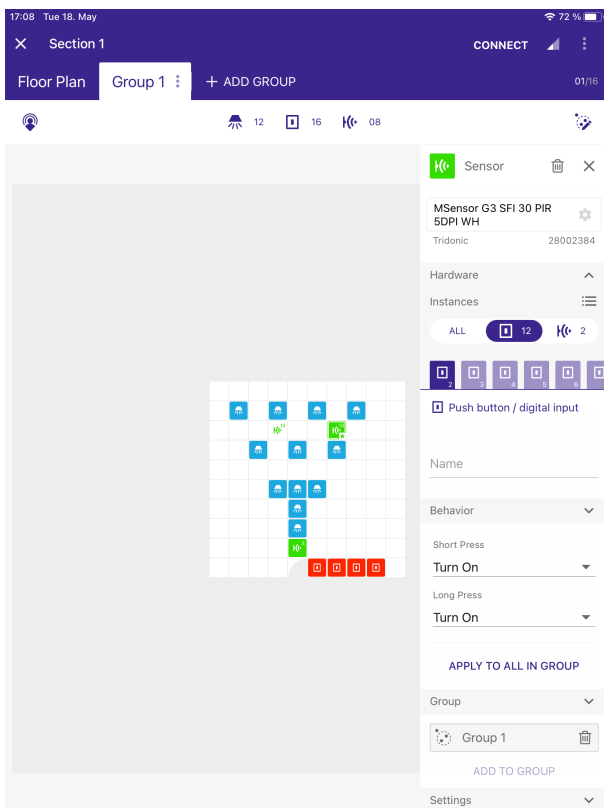 17:08 Tue 18. May 72 %
Section 1 CONNECT
Floor Plan Group 1 + ADD GROUP 01/16
12 16 08
Sensor
MSensor G3 SFI 30 PIR
5DPI WH
Tridonic 28002384
Hardware
Instances
ALL 12 2
2 3 4 5 6
Push button / digital input
Name
Behavior
Short Press
Turn On
Long Press
Turn On
APPLY TO ALL IN GROUP
Group
Group 1
ADD TO GROUP
Settings